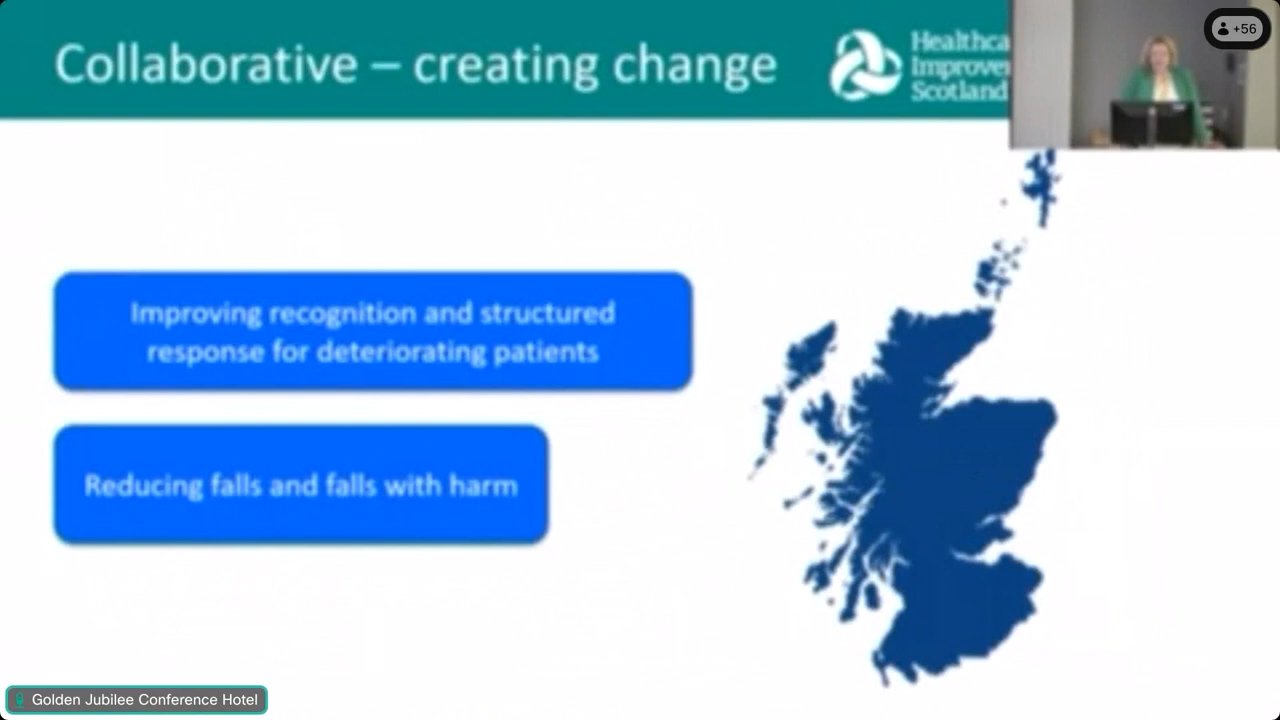 Collaborative – creating change
Healthca
Improve
Scotland
+56
Improving recognition and structured
response for deteriorating patients
Reducing falls and falls with harm
Golden Jubilee Conference Hotel